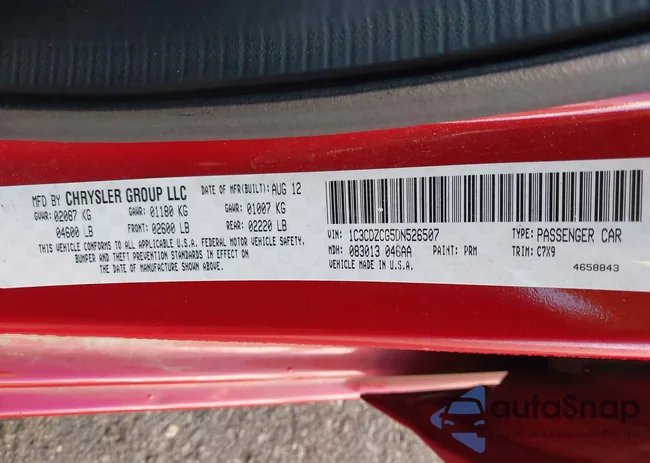 MFD BY CHRYSLER GROUP LLC DATE OF MFR(BUILT): AUG 12
GVWR: 02087 KG GAWR: 01180 KG GAWR: 01007 KG
04600 LB FRONT: 02600 LB REAR: 02220 LB
THIS VEHICLE CONFORMS TO ALL APPLICABLE U.S.A. FEDERAL MOTOR VEHICLE SAFETY,
BUMPER AND THEFT PREVENTION STANDARDS IN EFFECT ON
THE DATE OF MANUFACTURE SHOWN ABOVE.
VIN: 1C3CDZCG5DN526507 TYPE: PASSENGER CAR
MDH: 083013 046AA PAINT: PRM TRIM: C7X9
VEHICLE MADE IN U.S.A. 4658843
autoSnap